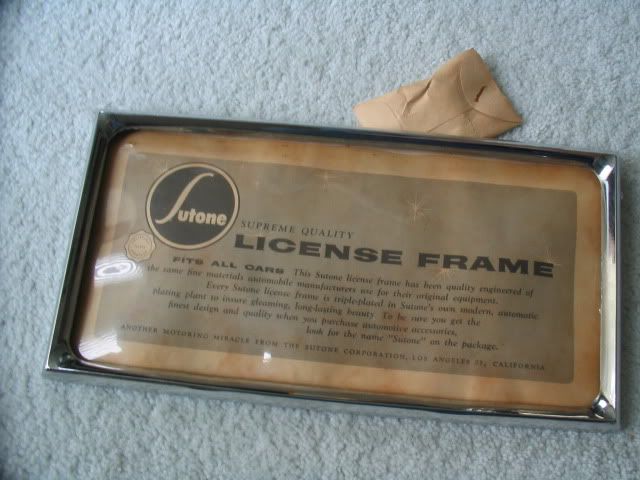 Sutone
SUPREME QUALITY
LICENSE FRAME
FITS ALL CARS This Sutone license frame has been quality engineered of
the same fine materials automobile manufacturers use for their original equipment.
Every Sutone license frame is triple-plated in Sutone's own modern, automatic
plating plant to insure gleaming, long-lasting beauty. To be sure you get the
finest design and quality when you purchase automotive accessories,
look for the name "Sutone" on the package.
ANOTHER MOTORING MIRACLE FROM THE SUTONE CORPORATION, LOS ANGELES 59, CALIFORNIA